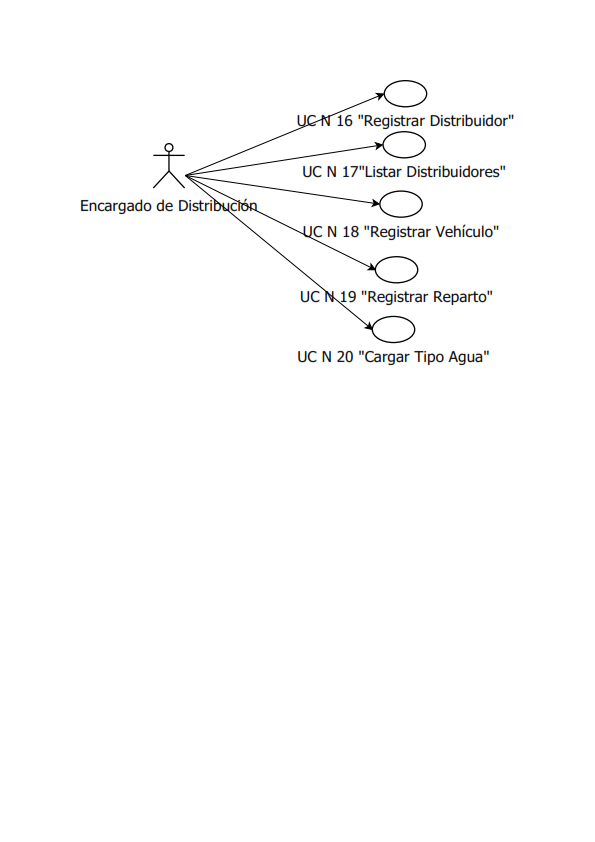 UC N 16 "Registrar Distribuidor"
UC N 17"Listar Distribuidores"
Encargado de Distribución
UC N 18 "Registrar Vehículo"
UC N 19 "Registrar Reparto"
UC N 20 "Cargar Tipo Agua"